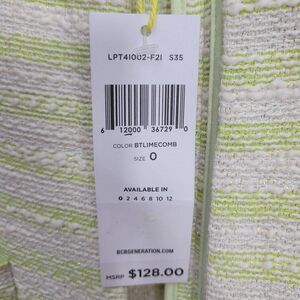 LPT41002-F2I S35
6 12000 36729 0
COLOR BTLIMECOMB
SIZE 0
AVAILABLE IN
0 2 4 6 8 10 12
BCBGENERATION.COM
MSRP $128.00